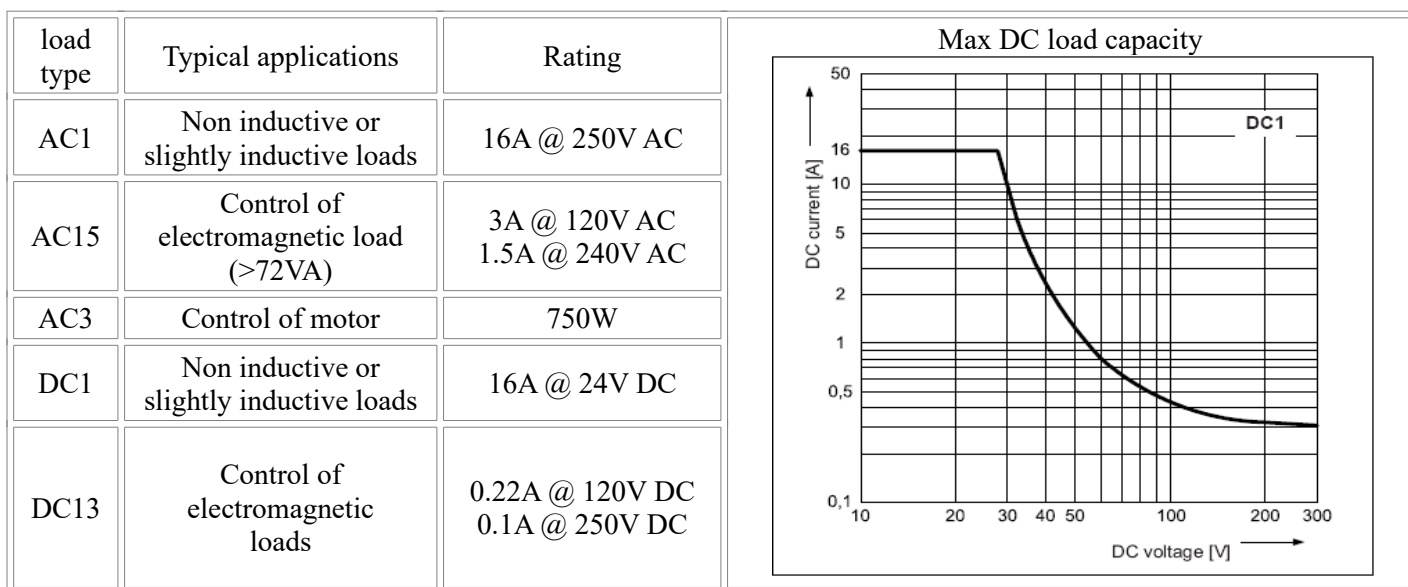 load
type
Typical applications
Rating
Max DC load capacity
AC1
Non inductive or
slightly inductive loads
16A @ 250V AC
AC15
Control of
electromagnetic load
(>72VA)
3A @ 120V AC
1.5A @ 240V AC
AC3
Control of motor
750W
DC1
Non inductive or
slightly inductive loads
16A @ 24V DC
DC13
Control of
electromagnetic
loads
0.22A @ 120V DC
0.1A @ 250V DC
DC current [A]
50
16
10
5
2
1
0,5
0,1
DC1
10 20 30 40 50 100 200 300
DC voltage [V]